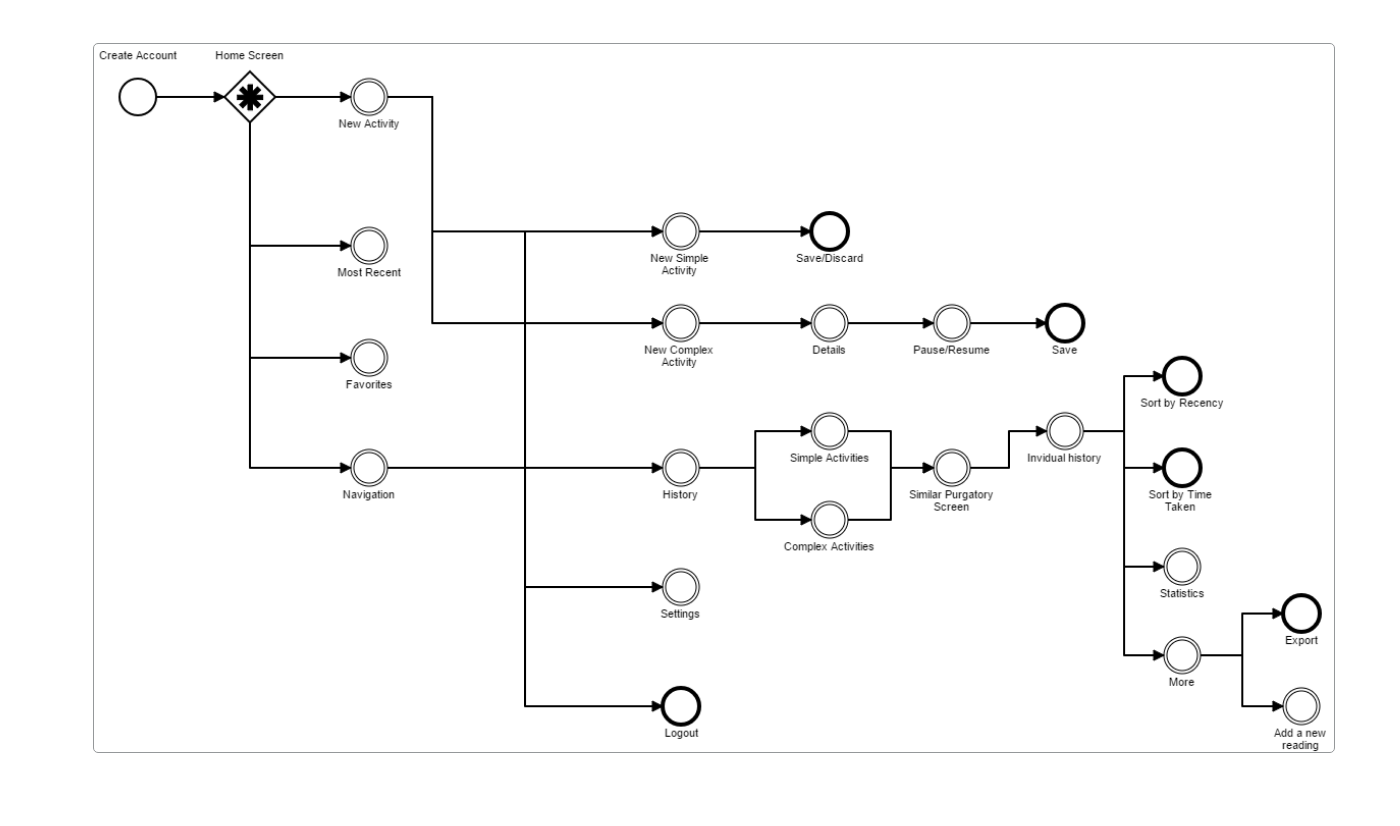 Create Account
Home Screen
New Activity
Most Recent
New Simple
Activity
Save/Discard
New Complex
Activity
Details
Pause/Resume
Save
Favorites
Sort by Recency
Simple Activities
Invidual history
Navigation
History
Similar Purgatory
Screen
Sort by Time
Taken
Complex Activities
Statistics
Settings
Export
More
Logout
Add a new
reading